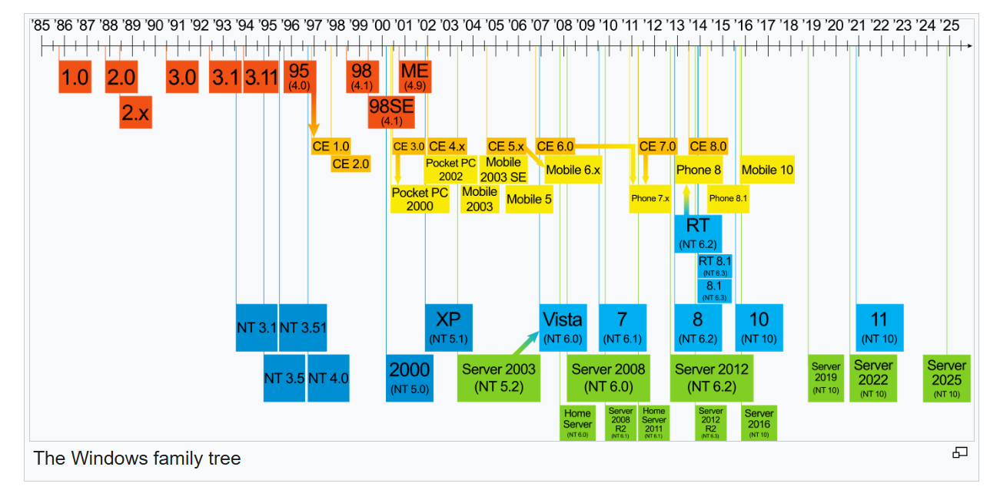 '85 '86 '87 '88 '89 '90 '91 '92 '93 '94 '95 '96 '97 '98 '99 '00 '01 '02 '03 '04 '05 '06 '07 '08 '09 '10 '11 '12 '13 '14 '15 '16 '17 '18 '19 '20 '21 '22 '23 '24 '25
1.0
2.0
3.0
3.1
3.11
95
(4.0)
98
(4.1)
ME
(4.9)
2.x
98SE
(4.1)
CE 1.0
CE 3.0
CE 4.x
CE 5.x
CE 6.0
CE 7.0
CE 8.0
CE 2.0
Pocket PC
2002
Mobile
2003 SE
Mobile 6.x
Phone 8
Mobile 10
Pocket PC
2000
Mobile
2003
Mobile 5
Phone 7.x
Phone 8.1
RT
(NT 6.2)
RT 8.1
(NT 6.3)
8.1
(NT 6.3)
NT 3.1
NT 3.51
XP
(NT 5.1)
Vista
(NT 6.0)
7
(NT 6.1)
8
(NT 6.2)
10
(NT 10)
11
(NT 10)
NT 3.5
NT 4.0
2000
(NT 5.0)
Server 2003
(NT 5.2)
Server 2008
(NT 6.0)
Server 2012
(NT 6.2)
Server
2019
(NT 10)
Server
2022
(NT 10)
Server
2025
(NT 10)
Home
Server
(NT 6.0)
Server
2008
R2
(NT 6.1)
Home
Server
2011
(NT 6.1)
Server
2012
R2
(NT 6.3)
Server
2016
(NT 10)
The Windows family tree